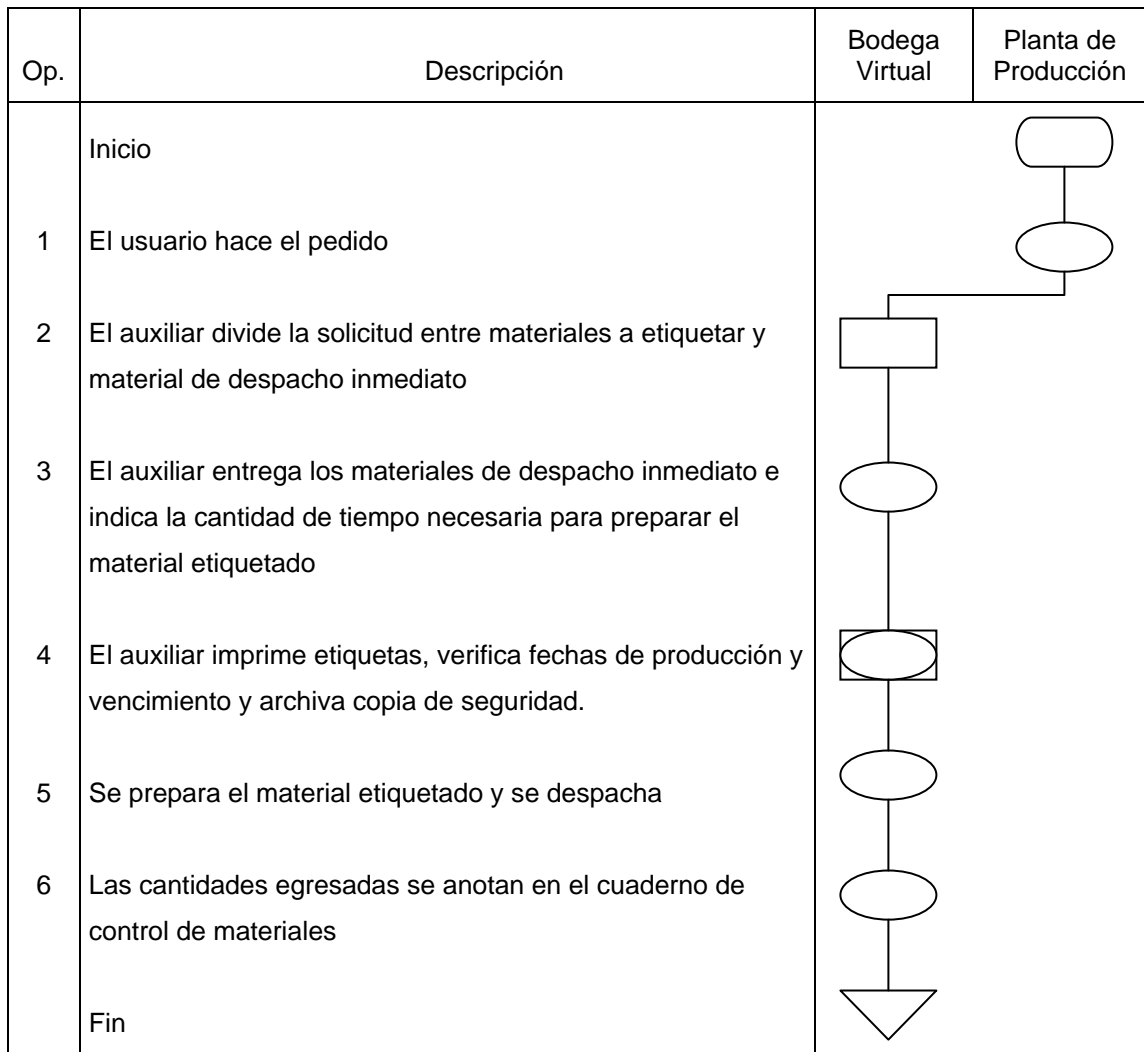 Op.
Descripción
Bodega
Virtual
Planta de
Producción
Inicio
1
El usuario hace el pedido
2
El auxiliar divide la solicitud entre materiales a etiquetar y
material de despacho inmediato
3
El auxiliar entrega los materiales de despacho inmediato e
indica la cantidad de tiempo necesaria para preparar el
material etiquetado
4
El auxiliar imprime etiquetas, verifica fechas de producción y
vencimiento y archiva copia de seguridad.
5
Se prepara el material etiquetado y se despacha
6
Las cantidades egresadas se anotan en el cuaderno de
control de materiales
Fin